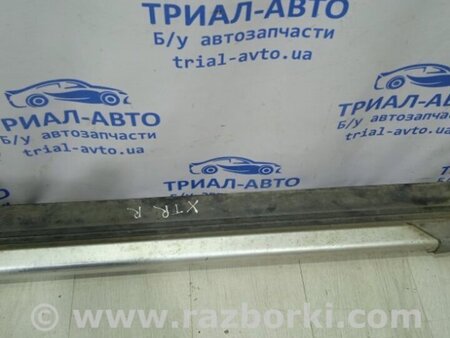 ТРИАЛ-АВТО
Б/у автозапчасти
trial-avto.ua
ТРИАЛ-АВТО
Б/у автозапчасти
trial-avto.ua
ТРИАЛ-АВТО
Б/у автозапчасти
trial-avto.ua
ТРИАЛ-АВТО
Б/у автозапчасти
trial-avto.ua
XTR R
© www.razborki.com